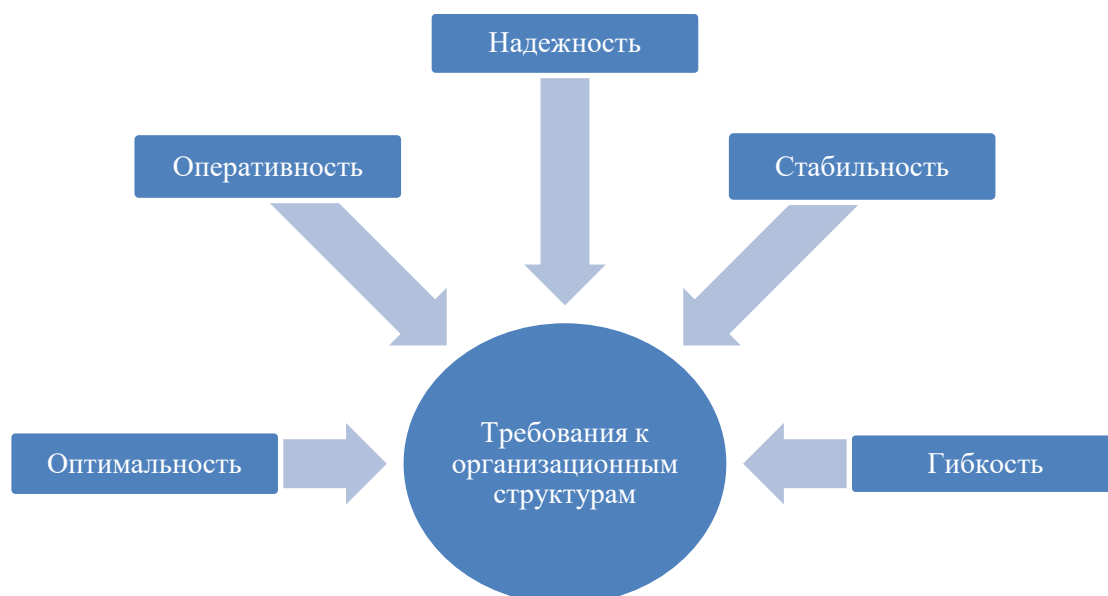 Надежность
Оперативность
Стабильность
Требования к
организационным
структурам
Оптимальность
Гибкость